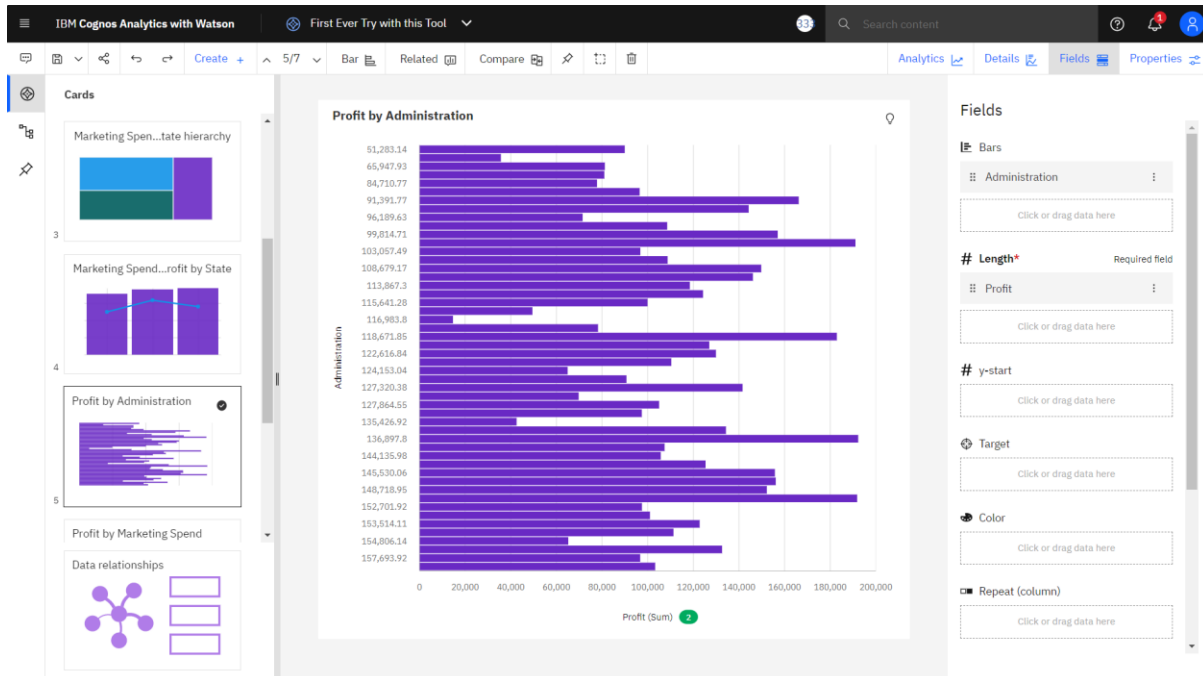 IBM Cognos Analytics with Watson
First Ever Try with this Tool
Search content
1
Create +
5/7
Bar
Related
Compare
Analytics
Details
Fields
Properties
Cards
Marketing Spen...tate hierarchy
3
Marketing Spend...rofit by State
4
Profit by Administration
5
Profit by Marketing Spend
Data relationships
Profit by Administration
Administration
51,283.14
65,947.93
84,710.77
91,391.77
96,189.63
99,814.71
103,057.49
108,679.17
113,867.3
115,641.28
116,983.8
118,671.85
122,616.84
124,153.04
127,320.38
127,864.55
135,426.92
136,897.8
144,135.98
145,530.06
148,718.95
152,701.92
153,514.11
154,806.14
157,693.92
0 20,000 40,000 60,000 80,000 100,000 120,000 140,000 160,000 180,000 200,000
Profit (Sum) 2
Fields
Bars
Administration
Click or drag data here
# Length* Required field
Profit
Click or drag data here
# y-start
Click or drag data here
Target
Click or drag data here
Color
Click or drag data here
Repeat (column)
Click or drag data here